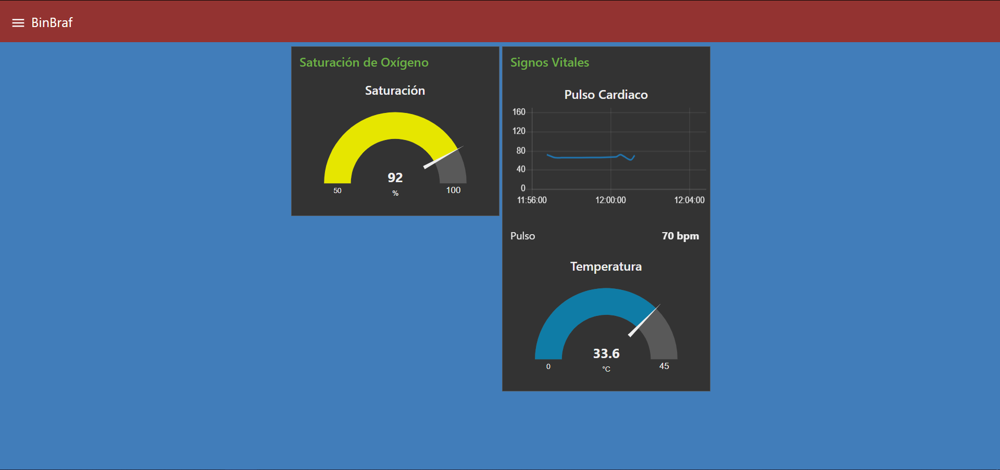 BinBraf
Saturación de Oxígeno
Saturación
92
%
50
100
Signos Vitales
Pulso Cardiaco
160
120
80
40
0
11:56:00
12:00:00
12:04:00
Pulso
70 bpm
Temperatura
33.6
°C
0
45